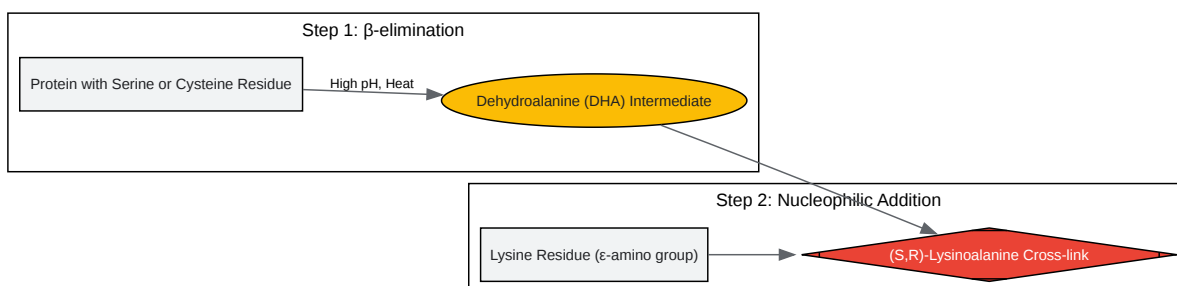 Step 1: β-elimination
Protein with Serine or Cysteine Residue
High pH, Heat
Dehydroalanine (DHA) Intermediate
Step 2: Nucleophilic Addition
Lysine Residue (ε-amino group)
(S,R)-Lysinoalanine Cross-link